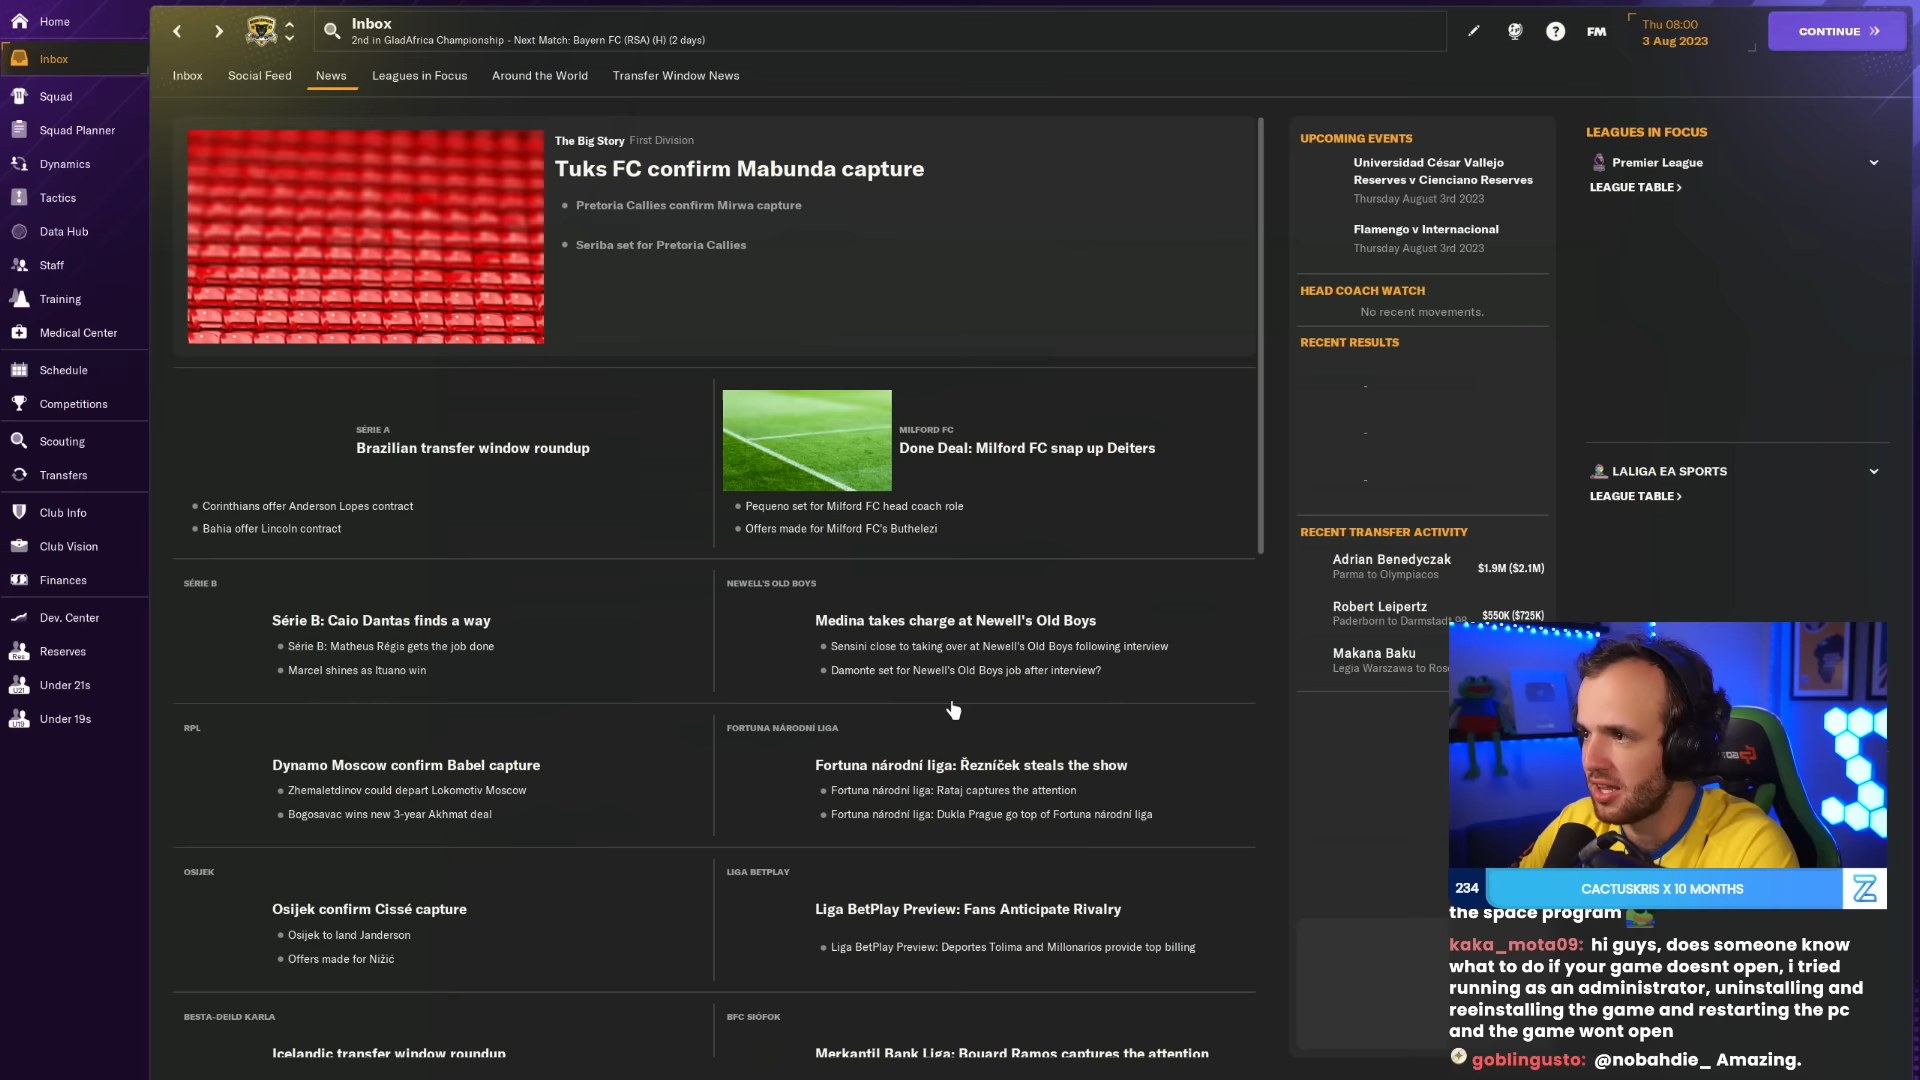 Home
Inbox
Squad
Squad Planner
Dynamics
Tactics
Data Hub
Staff
Training
Medical Center
Schedule
Competitions
Scouting
Transfers
Club Info
Club Vision
Finances
Dev. Center
Reserves
Under 21s
Under 19s
Inbox
2nd in GladAfrica Championship - Next Match: Bayern FC (RSA) (H) (2 days)
FM
Thu 08:00
3 Aug 2023
CONTINUE
Inbox
Social Feed
News
Leagues in Focus
Around the World
Transfer Window News
The Big Story First Division
Tuks FC confirm Mabunda capture
Pretoria Callies confirm Mirwa capture
Seriba set for Pretoria Callies
SÉRIE A
Brazilian transfer window roundup
Corinthians offer Anderson Lopes contract
Bahia offer Lincoln contract
MILFORD FC
Done Deal: Milford FC snap up Deiters
Pequeno set for Milford FC head coach role
Offers made for Milford FC's Buthelezi
SÉRIE B
Série B: Caio Dantas finds a way
Série B: Matheus Régis gets the job done
Marcel shines as Ituano win
NEWELL'S OLD BOYS
Medina takes charge at Newell's Old Boys
Sensini close to taking over at Newell's Old Boys following interview
Damonte set for Newell's Old Boys job after interview?
RPL
Dynamo Moscow confirm Babel capture
Zhemaletdinov could depart Lokomotiv Moscow
Bogosavac wins new 3-year Akhmat deal
FORTUNA NÁRODNÍ LIGA
Fortuna národní liga: Řezníček steals the show
Fortuna národní liga: Rataj captures the attention
Fortuna národní liga: Dukla Prague go top of Fortuna národní liga
OSIJEK
Osijek confirm Cissé capture
Osijek to land Janderson
Offers made for Nižić
LIGA BETPLAY
Liga BetPlay Preview: Fans Anticipate Rivalry
Liga BetPlay Preview: Deportes Tolima and Millonarios provide top billing
BESTA-DEILD KARLA
Icelandic transfer window roundup
BFC SIÓFOK
Merkantil Bank Liga: Bouard Ramos captures the attention
UPCOMING EVENTS
Universidad César Vallejo
Reserves v Cienciano Reserves
Thursday August 3rd 2023
Flamengo v Internacional
Thursday August 3rd 2023
HEAD COACH WATCH
No recent movements.
RECENT RESULTS
-
-
-
RECENT TRANSFER ACTIVITY
Adrian Benedyczak
Parma to Olympiacos
$1.9M ($2.1M)
Robert Leipertz
Paderborn to Darmstadt 98
$550K ($725K)
Makana Baku
Legia Warszawa to Ros
LEAGUES IN FOCUS
Premier League
LEAGUE TABLE >
LALIGA EA SPORTS
LEAGUE TABLE >
234
CACTUSKRIS X 10 MONTHS
the space program
kaka_mota09: hi guys, does someone know
what to do if your game doesnt open, i tried
running as an administrator, uninstalling and
reeinstalling the game and restarting the pc
and the game wont open
goblingusto: @nobahdie_ Amazing.